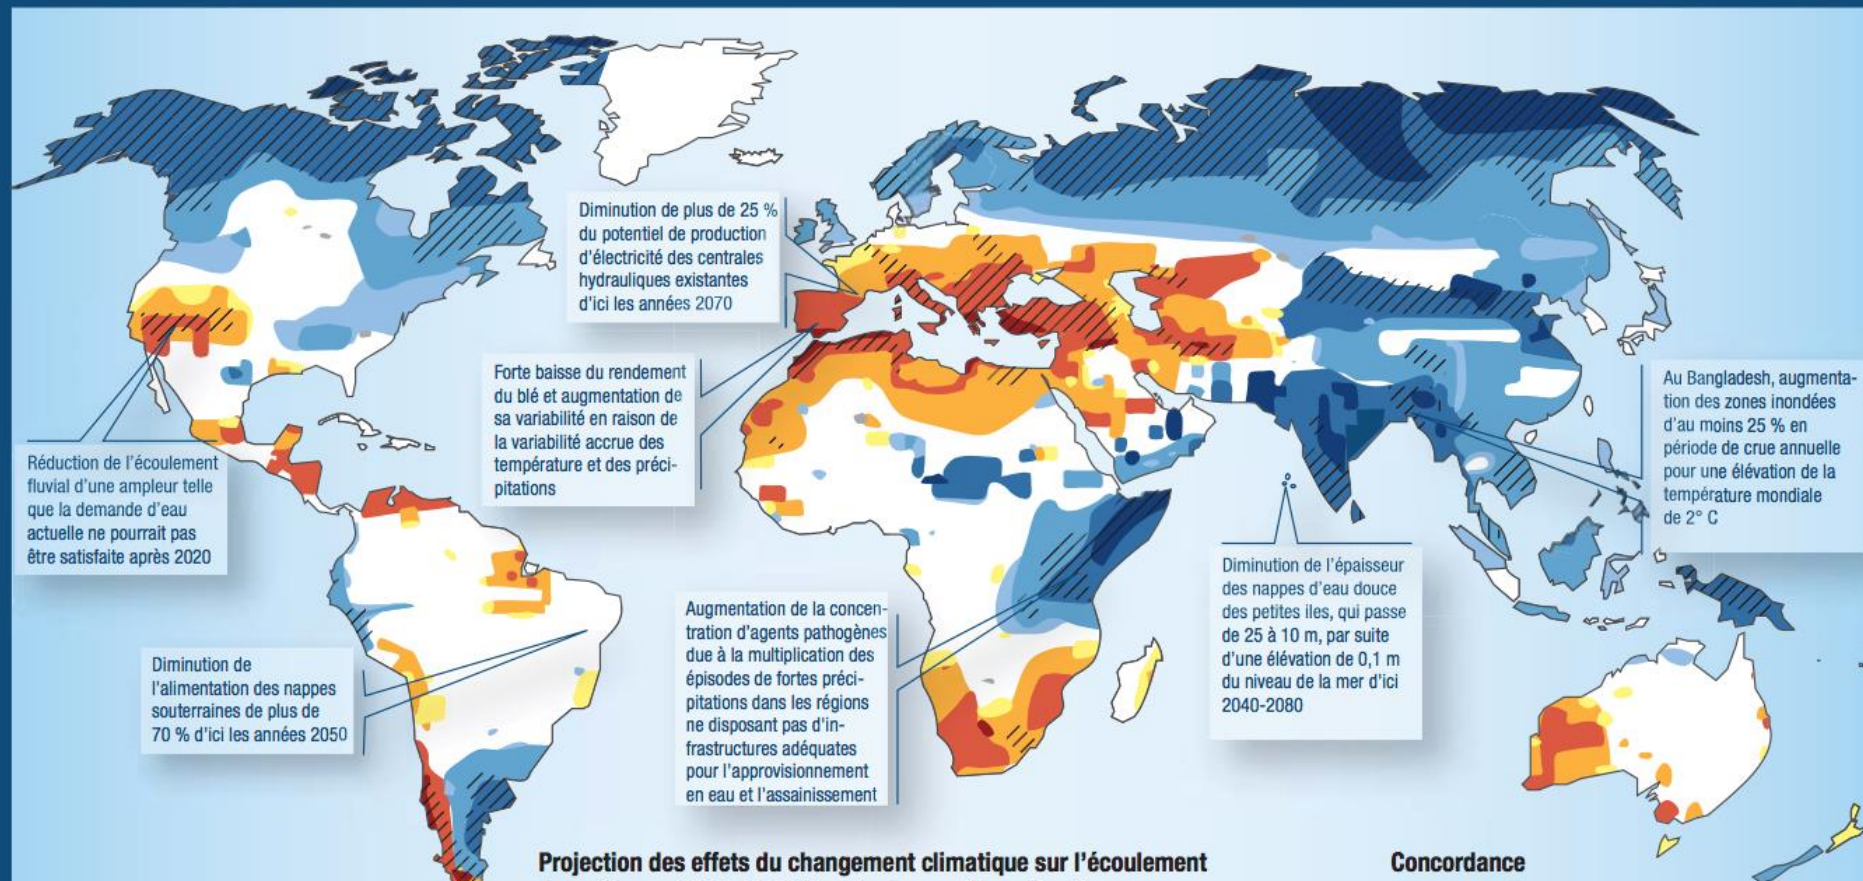 Diminution de plus de 25 %
du potentiel de production
d'électricité des centrales
hydrauliques existantes
d'ici les années 2070
Forte baisse du rendement
du blé et augmentation de
sa variabilité en raison de
la variabilité accrue des
température et des préci-
pitations
Au Bangladesh, augmenta-
tion des zones inondées
d'au moins 25 % en
période de crue annuelle
pour une élévation de la
température mondiale
de 2° C
Réduction de l'écoulement
fluvial d'une ampleur telle
que la demande d'eau
actuelle ne pourrait pas
être satisfaite après 2020
Diminution de l'épaisseur
des nappes d'eau douce
des petites iles, qui passe
de 25 à 10 m, par suite
d'une élévation de 0,1 m
du niveau de la mer d'ici
2040-2080
Augmentation de la concen-
tration d'agents pathogènes
due à la multiplication des
épisodes de fortes préci-
pitations dans les régions
ne disposant pas d'in-
frastructures adéquates
pour l'approvisionnement
en eau et l'assainissement
Diminution de
l'alimentation des nappes
souterraines de plus de
70 % d'ici les années 2050
Projection des effets du changement climatique sur l'écoulement
Concordance